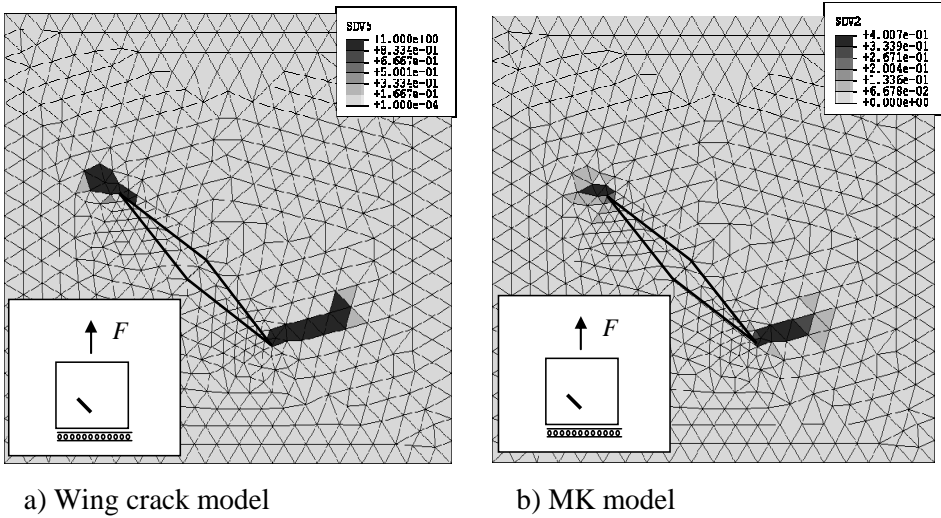 SDV5
+1.000e+00
+8.334e-01
+6.667e-01
+5.001e-01
+3.334e-01
+1.667e-01
+1.000e-04
SDV2
+4.007e-01
+3.339e-01
+2.671e-01
+2.004e-01
+1.336e-01
+6.678e-02
+0.000e+00
F
F
a) Wing crack model
b) MK model